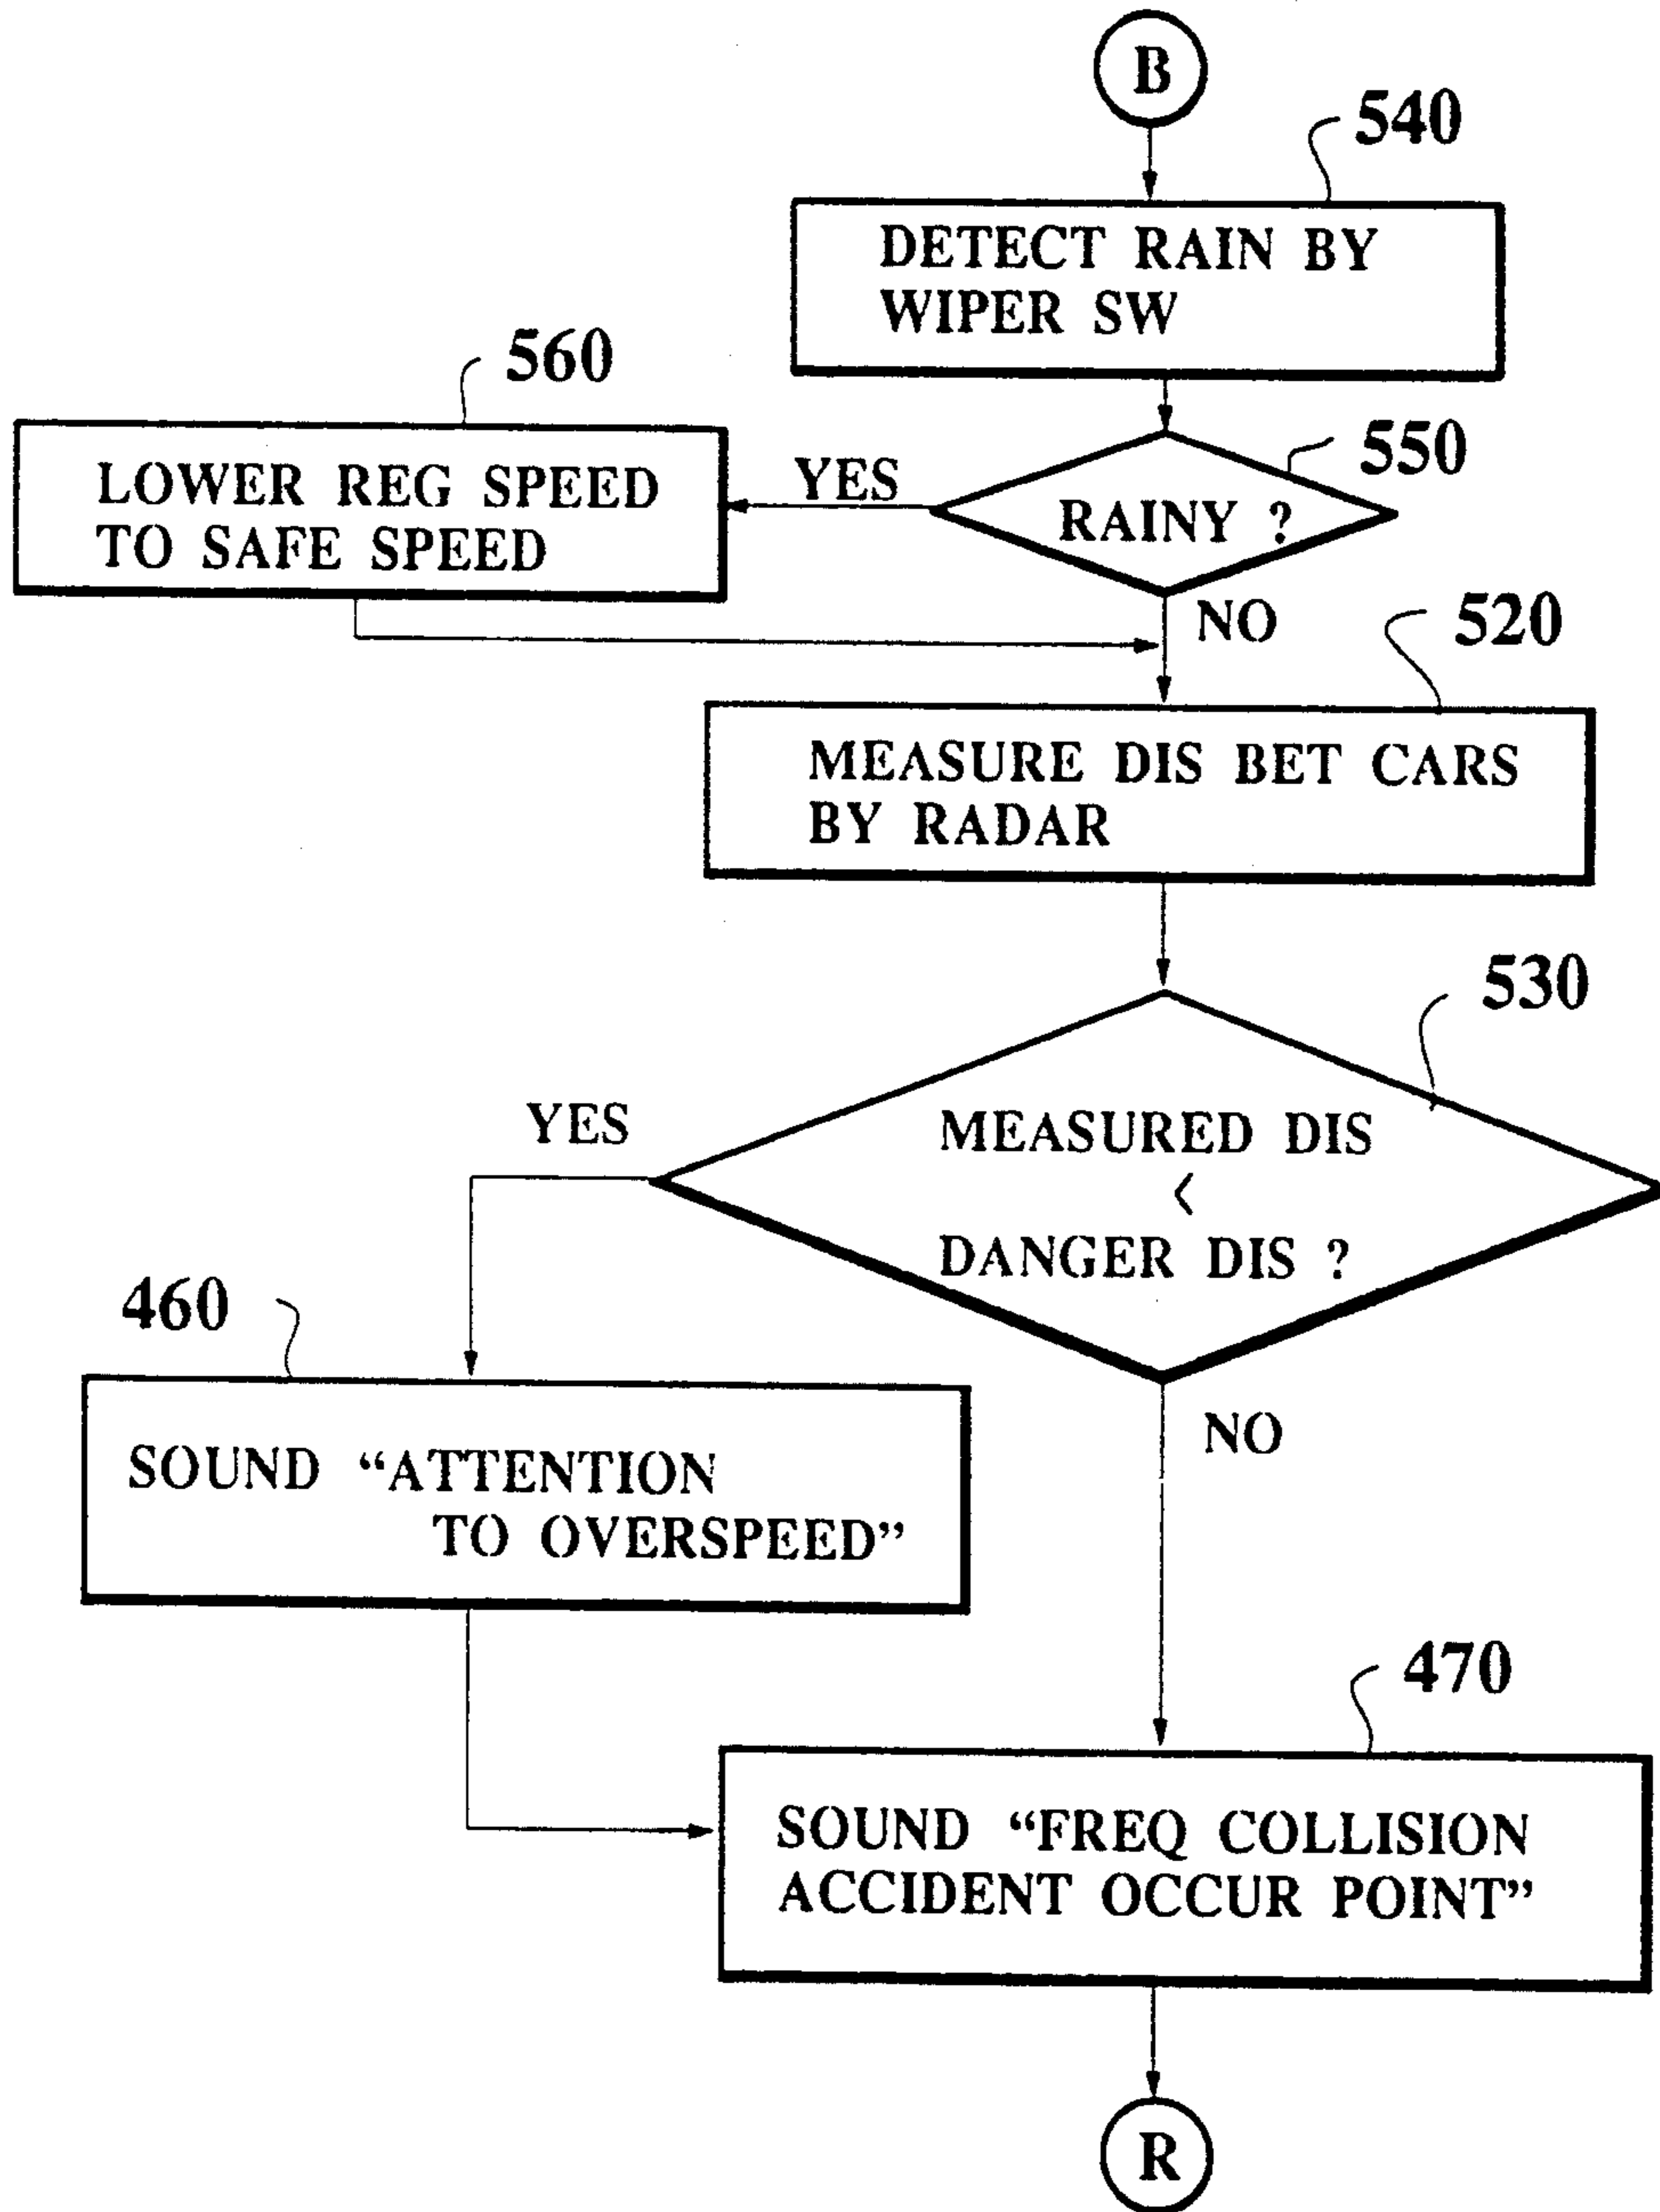 B
540
DETECT RAIN BY
WIPER SW
560
550
LOWER REG SPEED
TO SAFE SPEED
YES
RAINY ?
NO
520
MEASURE DIS BET CARS
BY RADAR
530
YES
MEASURED DIS
<
DANGER DIS ?
460
NO
SOUND “ATTENTION
TO OVERSPEED”
470
SOUND “FREQ COLLISION
ACCIDENT OCCUR POINT”
R